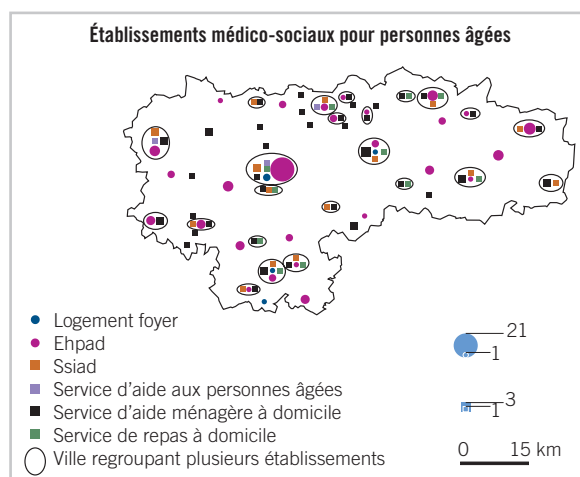 Établissements médico-sociaux pour personnes âgées
Logement foyer
Ehpad
Ssiad
Service d'aide aux personnes âgées
Service d'aide ménagère à domicile
Service de repas à domicile
Ville regroupant plusieurs établissements
21
1
3
1
0 15 km